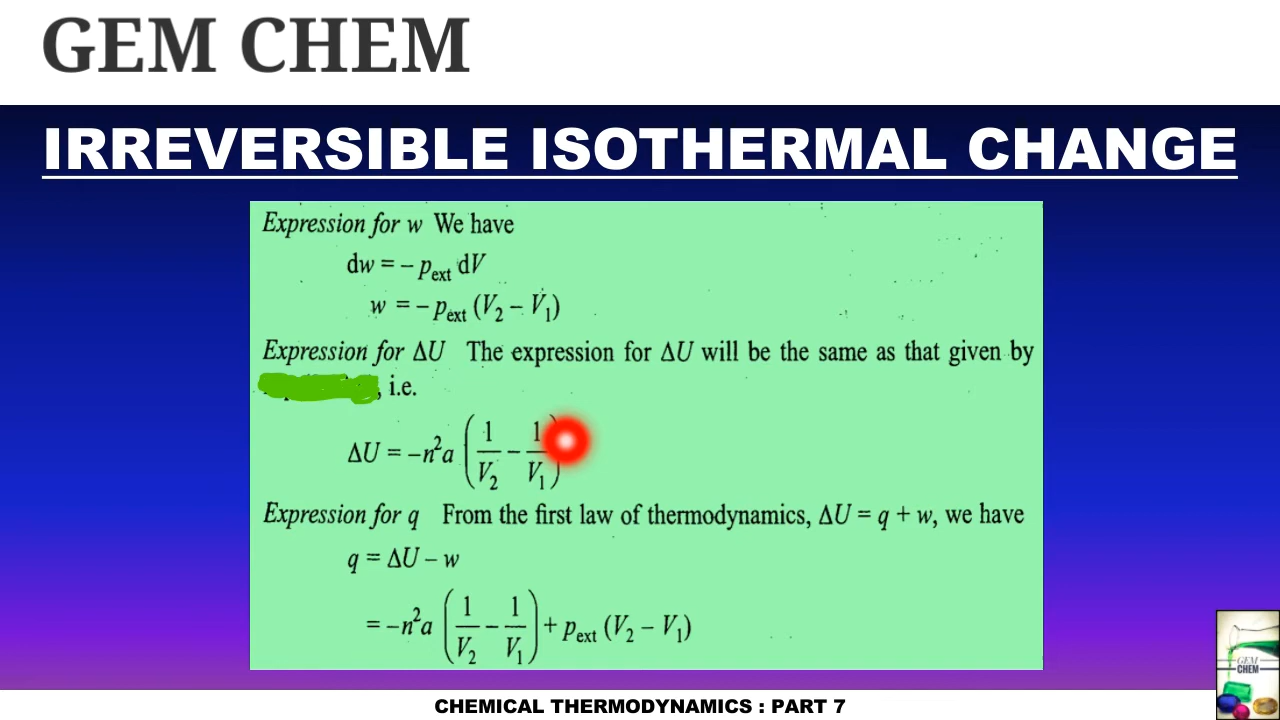 GEM CHEM
IRREVERSIBLE ISOTHERMAL CHANGE
Expression for w We have
dw = – p_ext dV
w = – p_ext (V₂ – V₁)
Expression for ΔU The expression for ΔU will be the same as that given by
, i.e.
ΔU = –n²a (1/V₂ – 1/V₁)
Expression for q From the first law of thermodynamics, ΔU = q + w, we have
q = ΔU – w
= –n²a (1/V₂ – 1/V₁) + p_ext (V₂ – V₁)
GEM
CHEM
CHEMICAL THERMODYNAMICS : PART 7